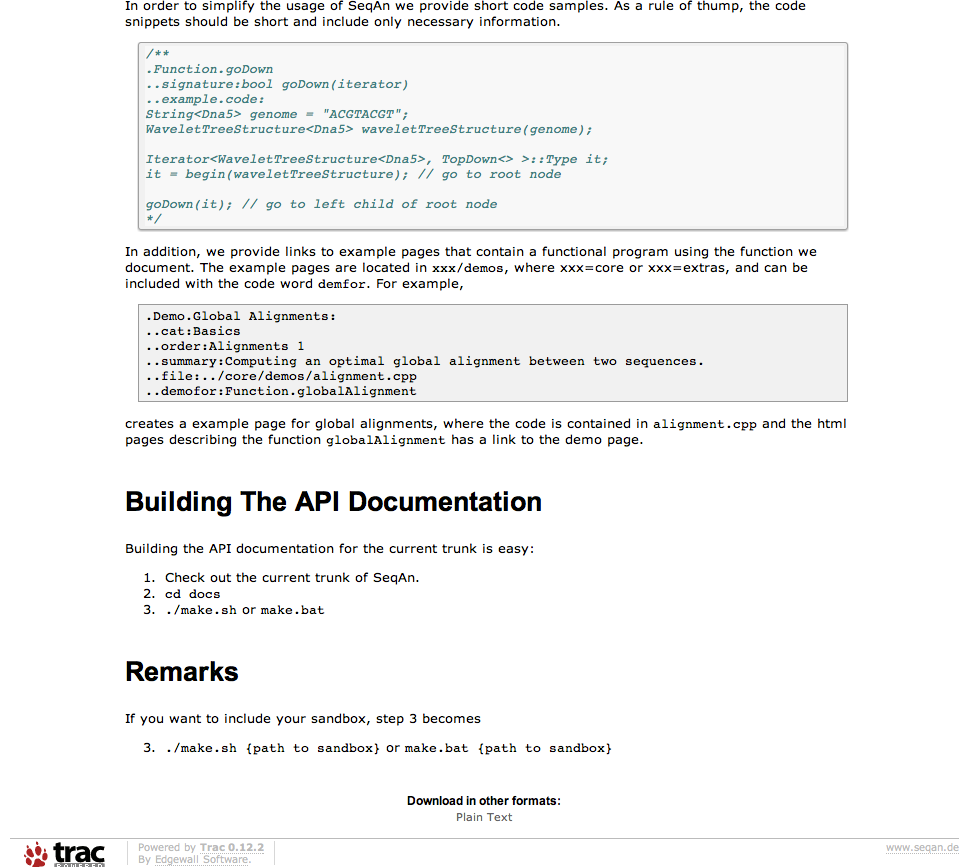 In order to simplify the usage of SeqAn we provide short code samples. As a rule of thump, the code
snippets should be short and include only necessary information.
/**
.Function.goDown
..signature:bool goDown(iterator)
..example.code:
String<Dna5> genome = "ACGTACGT";
WaveletTreeStructure<Dna5> waveletTreeStructure(genome);
Iterator<WaveletTreeStructure<Dna5>, TopDown<> >::Type it;
it = begin(waveletTreeStructure); // go to root node
goDown(it); // go to left child of root node
*/
In addition, we provide links to example pages that contain a functional program using the function we
document. The example pages are located in xxx/demos, where xxx=core or xxx=extras, and can be
included with the code word demfor. For example,
.Demo.Global Alignments:
..cat:Basics
..order:Alignments 1
..summary:Computing an optimal global alignment between two sequences.
..file:../core/demos/alignment.cpp
..demofor:Function.globalAlignment
creates a example page for global alignments, where the code is contained in alignment.cpp and the html
pages describing the function globalAlignment has a link to the demo page.
Building The API Documentation
Building the API documentation for the current trunk is easy:
1. Check out the current trunk of SeqAn.
2. cd docs
3. ./make.sh or make.bat
Remarks
If you want to include your sandbox, step 3 becomes
3. ./make.sh {path to sandbox} or make.bat {path to sandbox}
Download in other formats:
Plain Text
trac
POWERED
Powered by Trac 0.12.2
By Edgewall Software.
www.seqan.de